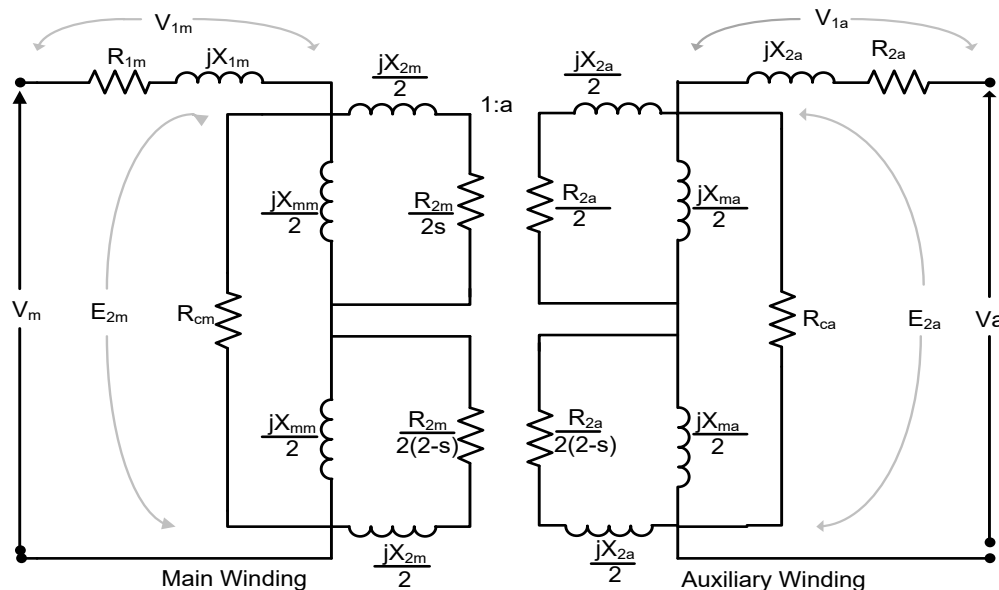 V1m
V1a
R1m
jX1m
jX2m
2
1:a
jX2a
2
jX2a
R2a
jXmm
2
R2m
2s
R2a
2
jXma
2
Vm
E2m
Rcm
Rca
E2a
Va
jXmm
2
R2m
2(2-s)
R2a
2(2-s)
jXma
2
jX2m
2
jX2a
2
Main Winding
Auxiliary Winding